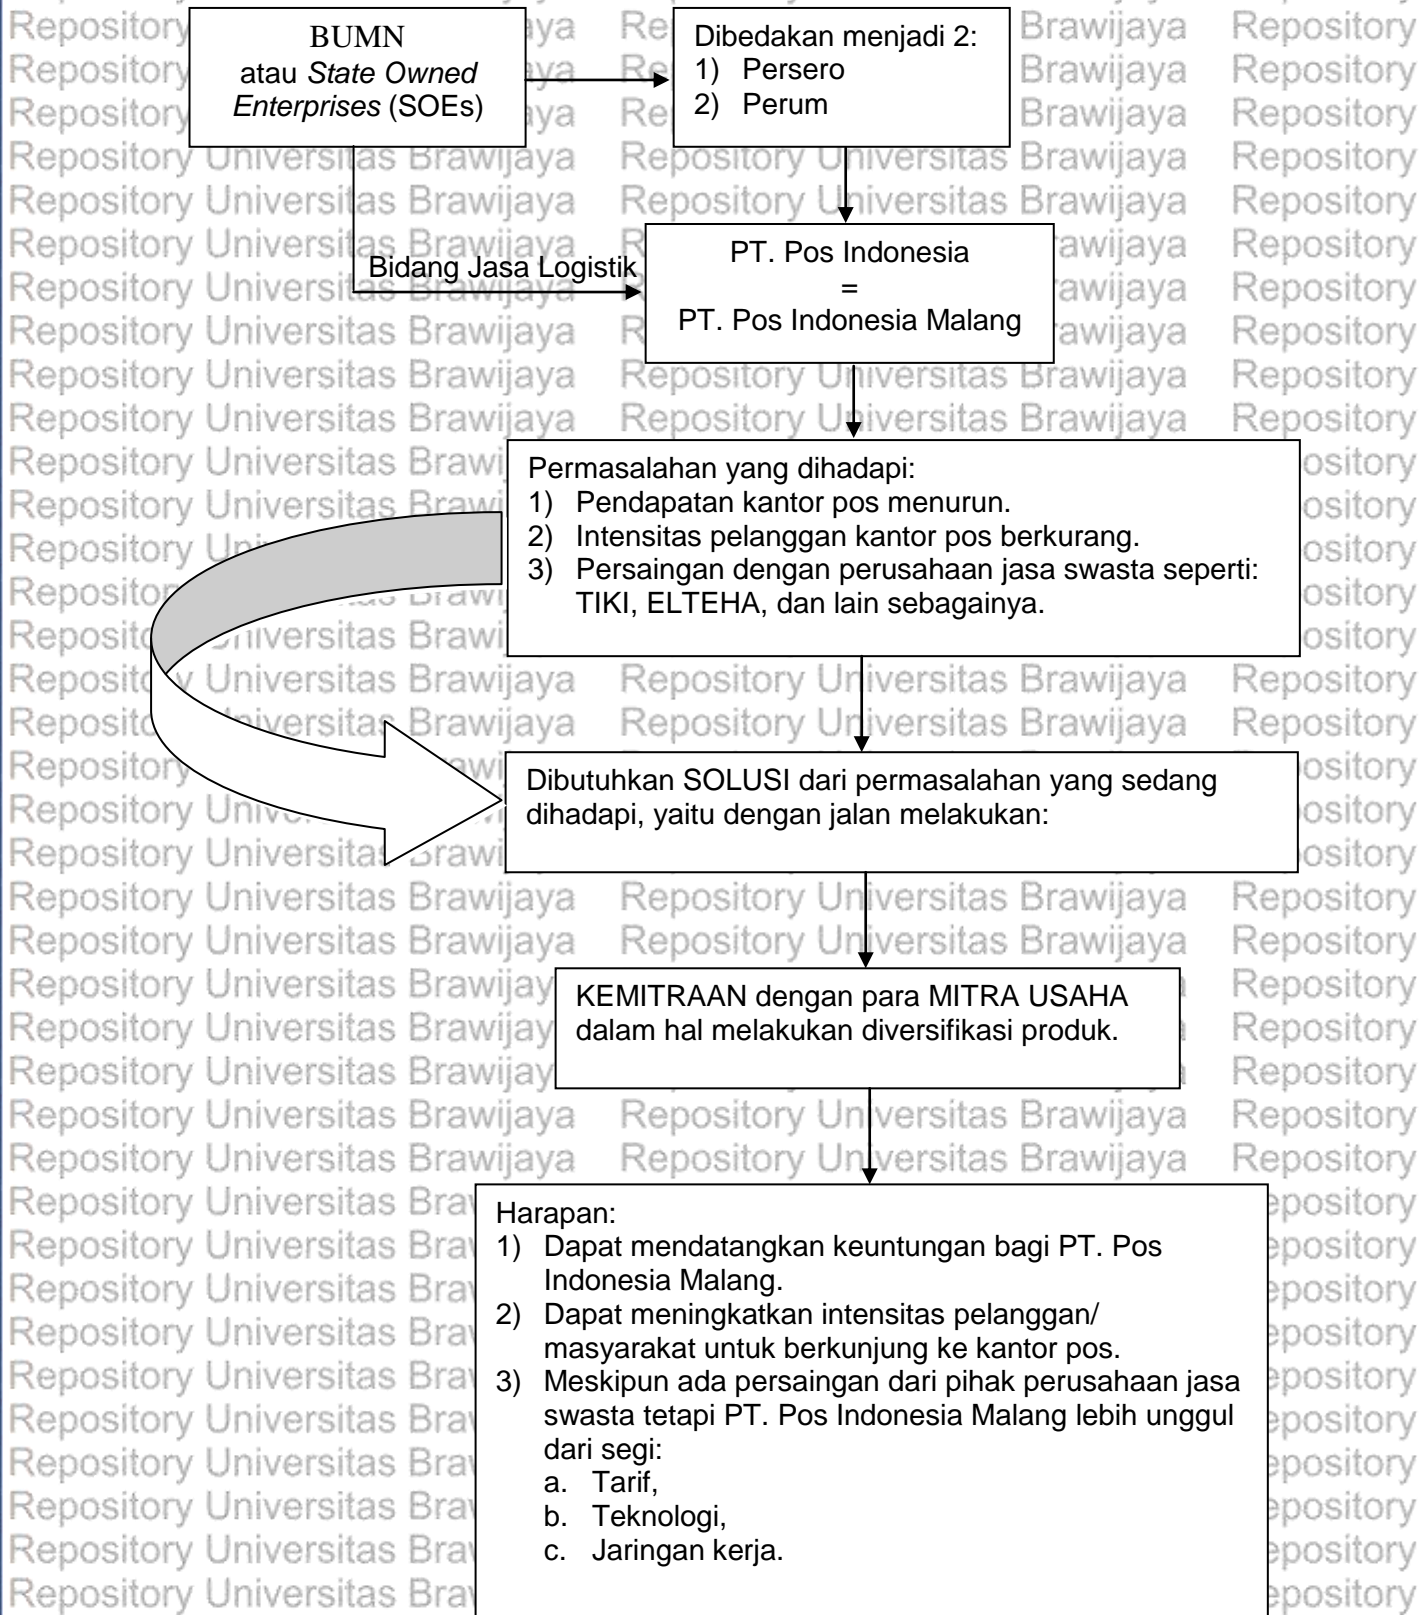 BUMN
atau State Owned
Enterprises (SOEs)
Dibedakan menjadi 2:
1) Persero
2) Perum
Bidang Jasa Logistik
PT. Pos Indonesia
=
PT. Pos Indonesia Malang
Permasalahan yang dihadapi:
1) Pendapatan kantor pos menurun.
2) Intensitas pelanggan kantor pos berkurang.
3) Persaingan dengan perusahaan jasa swasta seperti:
TIKI, ELTEHA, dan lain sebagainya.
Dibutuhkan SOLUSI dari permasalahan yang sedang
dihadapi, yaitu dengan jalan melakukan:
KEMITRAAN dengan para MITRA USAHA
dalam hal melakukan diversifikasi produk.
Harapan:
1) Dapat mendatangkan keuntungan bagi PT. Pos
Indonesia Malang.
2) Dapat meningkatkan intensitas pelanggan/
masyarakat untuk berkunjung ke kantor pos.
3) Meskipun ada persaingan dari pihak perusahaan jasa
swasta tetapi PT. Pos Indonesia Malang lebih unggul
dari segi:
a. Tarif,
b. Teknologi,
c. Jaringan kerja.
Repository Universitas Brawijaya